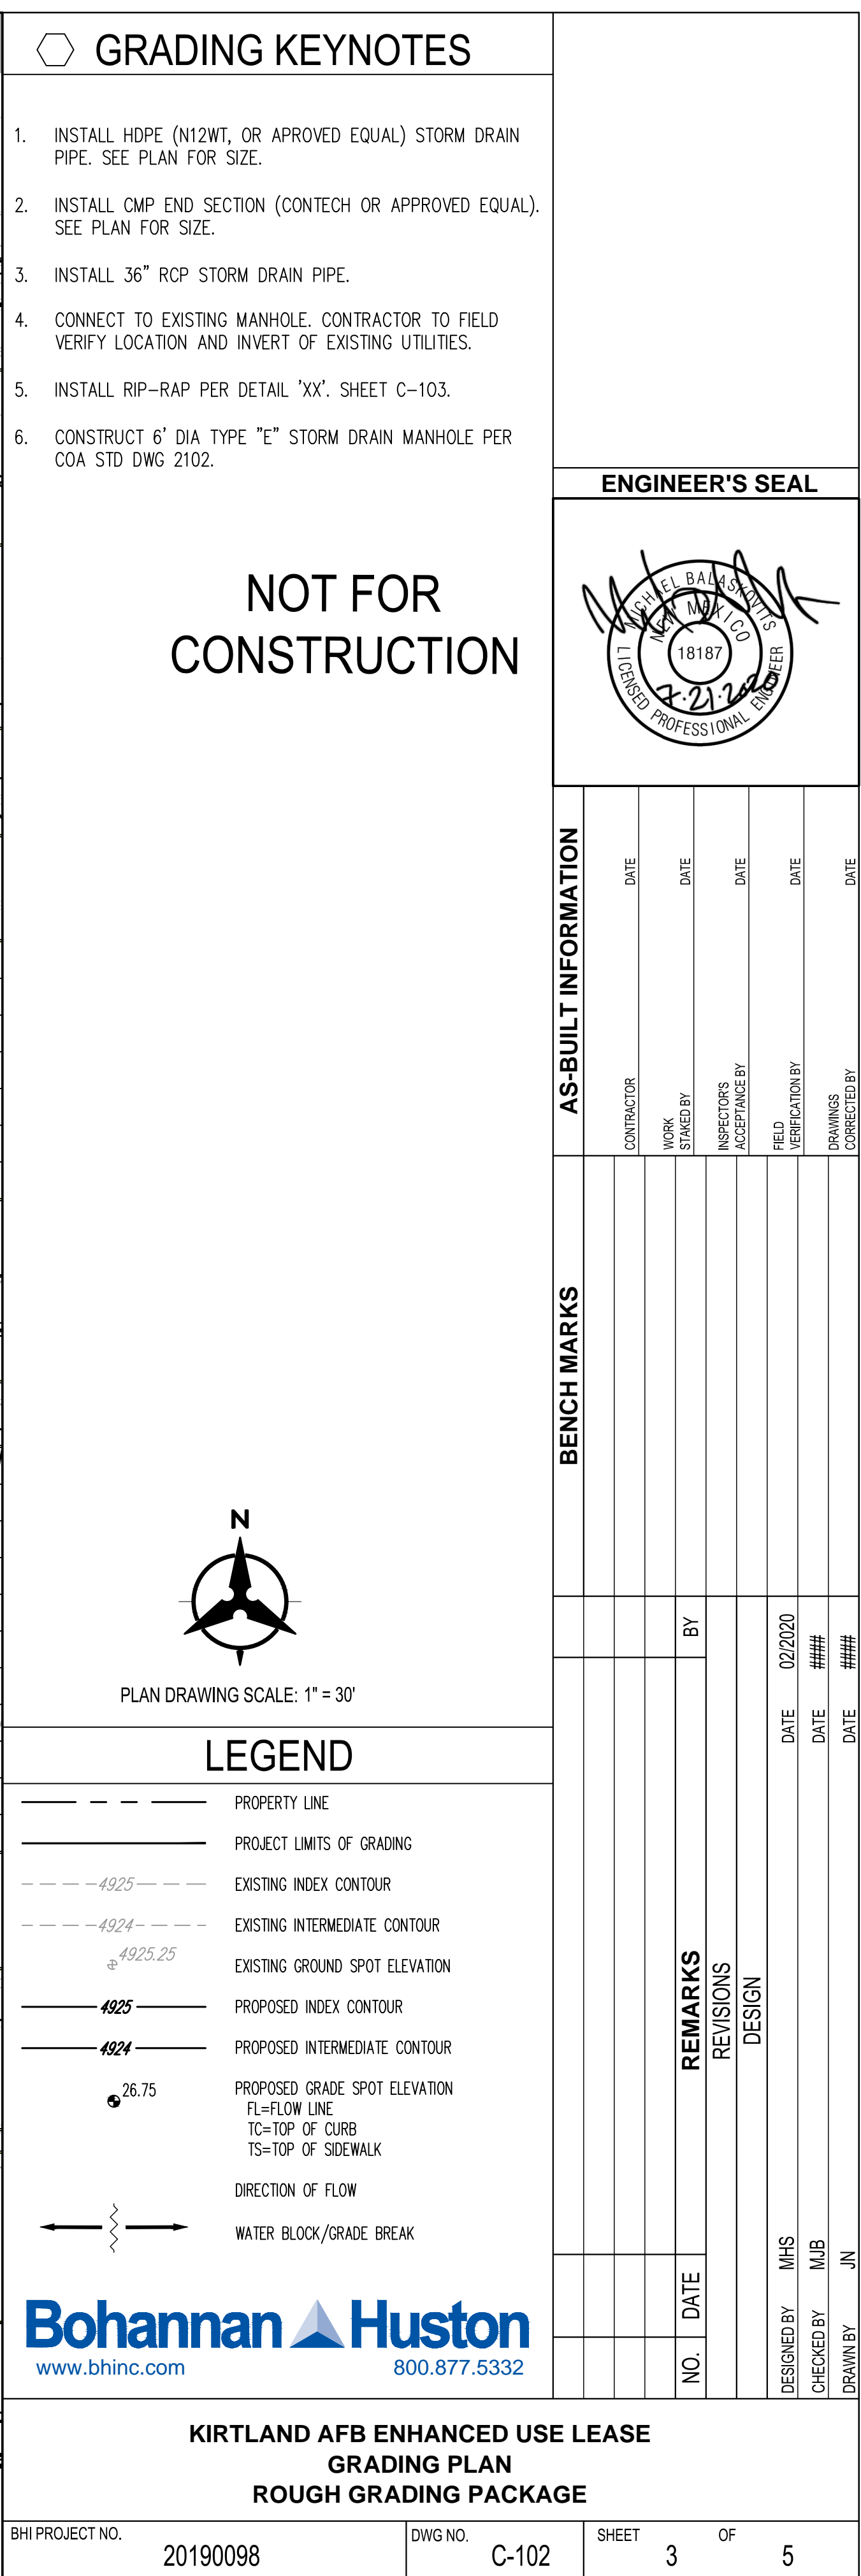 GRADING KEYNOTES
1. INSTALL HDPE (N12WT, OR APROVED EQUAL) STORM DRAIN
PIPE. SEE PLAN FOR SIZE.
2. INSTALL CMP END SECTION (CONTECH OR APPROVED EQUAL).
SEE PLAN FOR SIZE.
3. INSTALL 36" RCP STORM DRAIN PIPE.
4. CONNECT TO EXISTING MANHOLE. CONTRACTOR TO FIELD
VERIFY LOCATION AND INVERT OF EXISTING UTILITIES.
5. INSTALL RIP-RAP PER DETAIL 'XX'. SHEET C-103.
6. CONSTRUCT 6' DIA TYPE "E" STORM DRAIN MANHOLE PER
COA STD DWG 2102.
NOT FOR
CONSTRUCTION
ENGINEER'S SEAL
MICHAEL BALASKOVITS
NEW MEXICO
18187
7.21.2020
LICENSED PROFESSIONAL ENGINEER
AS-BUILT INFORMATION
CONTRACTOR DATE
WORK
STAKED BY DATE
INSPECTOR'S
ACCEPTANCE BY DATE
FIELD
VERIFICATION BY DATE
DRAWINGS
CORRECTED BY DATE
BENCH MARKS
NO. DATE REMARKS BY
REVISIONS
DESIGN
DESIGNED BY MHS DATE 02/2020
CHECKED BY MJB DATE ####
DRAWN BY JN DATE ####
N
PLAN DRAWING SCALE: 1" = 30'
LEGEND
PROPERTY LINE
PROJECT LIMITS OF GRADING
4925 EXISTING INDEX CONTOUR
4924 EXISTING INTERMEDIATE CONTOUR
4925.25 EXISTING GROUND SPOT ELEVATION
4925 PROPOSED INDEX CONTOUR
4924 PROPOSED INTERMEDIATE CONTOUR
26.75 PROPOSED GRADE SPOT ELEVATION
FL=FLOW LINE
TC=TOP OF CURB
TS=TOP OF SIDEWALK
DIRECTION OF FLOW
WATER BLOCK/GRADE BREAK
Bohannan Huston
www.bhinc.com 800.877.5332
KIRTLAND AFB ENHANCED USE LEASE
GRADING PLAN
ROUGH GRADING PACKAGE
BHI PROJECT NO. 20190098
DWG NO. C-102
SHEET 3 OF 5